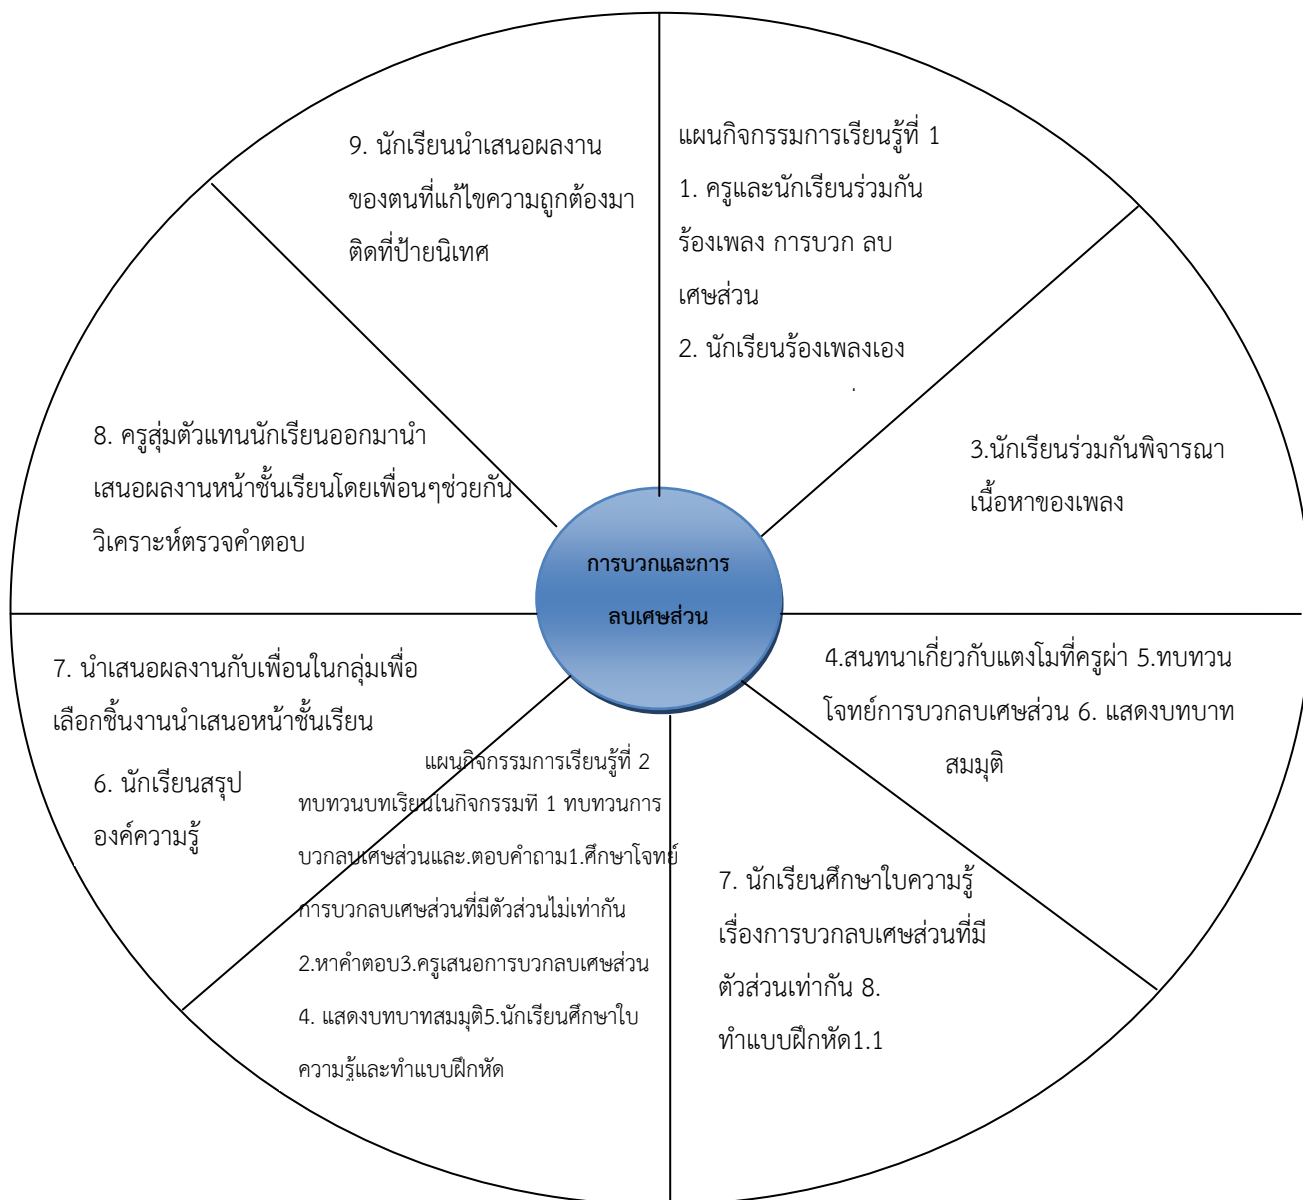 แผนกิจกรรมการเรียนรู้ที่ 1
1. ครูและนักเรียนร่วมกัน
ร้องเพลง การบวก ลบ
เศษส่วน
2. นักเรียนร้องเพลงเอง
3.นักเรียนร่วมกันพิจารณา
เนื้อหาของเพลง
4.สนทนาเกี่ยวกับแตงโมที่ครูผ่า 5.ทบทวน
โจทย์การบวกลบเศษส่วน 6. แสดงบทบาท
สมมุติ
7. นักเรียนศึกษาใบความรู้
เรื่องการบวกลบเศษส่วนที่มี
ตัวส่วนเท่ากัน 8.
ทำแบบฝึกหัด1.1
แผนกิจกรรมการเรียนรู้ที่ 2
ทบทวนบทเรียนในกิจกรรมที่ 1 ทบทวนการ
บวกลบเศษส่วนและ.ตอบคำถาม1.ศึกษาโจทย์
การบวกลบเศษส่วนที่มีตัวส่วนไม่เท่ากัน
2.หาคำตอบ3.ครูเสนอการบวกลบเศษส่วน
4. แสดงบทบาทสมมุติ5.นักเรียนศึกษาใบ
ความรู้และทำแบบฝึกหัด
6. นักเรียนสรุป
องค์ความรู้
7. นำเสนอผลงานกับเพื่อนในกลุ่มเพื่อ
เลือกชิ้นงานนำเสนอหน้าชั้นเรียน
8. ครูสุ่มตัวแทนนักเรียนออกมานำ
เสนอผลงานหน้าชั้นเรียนโดยเพื่อนๆช่วยกัน
วิเคราะห์ตรวจคำตอบ
9. นักเรียนนำเสนอผลงาน
ของตนที่แก้ไขความถูกต้องมา
ติดที่ป้ายนิเทศ
การบวกและการ
ลบเศษส่วน